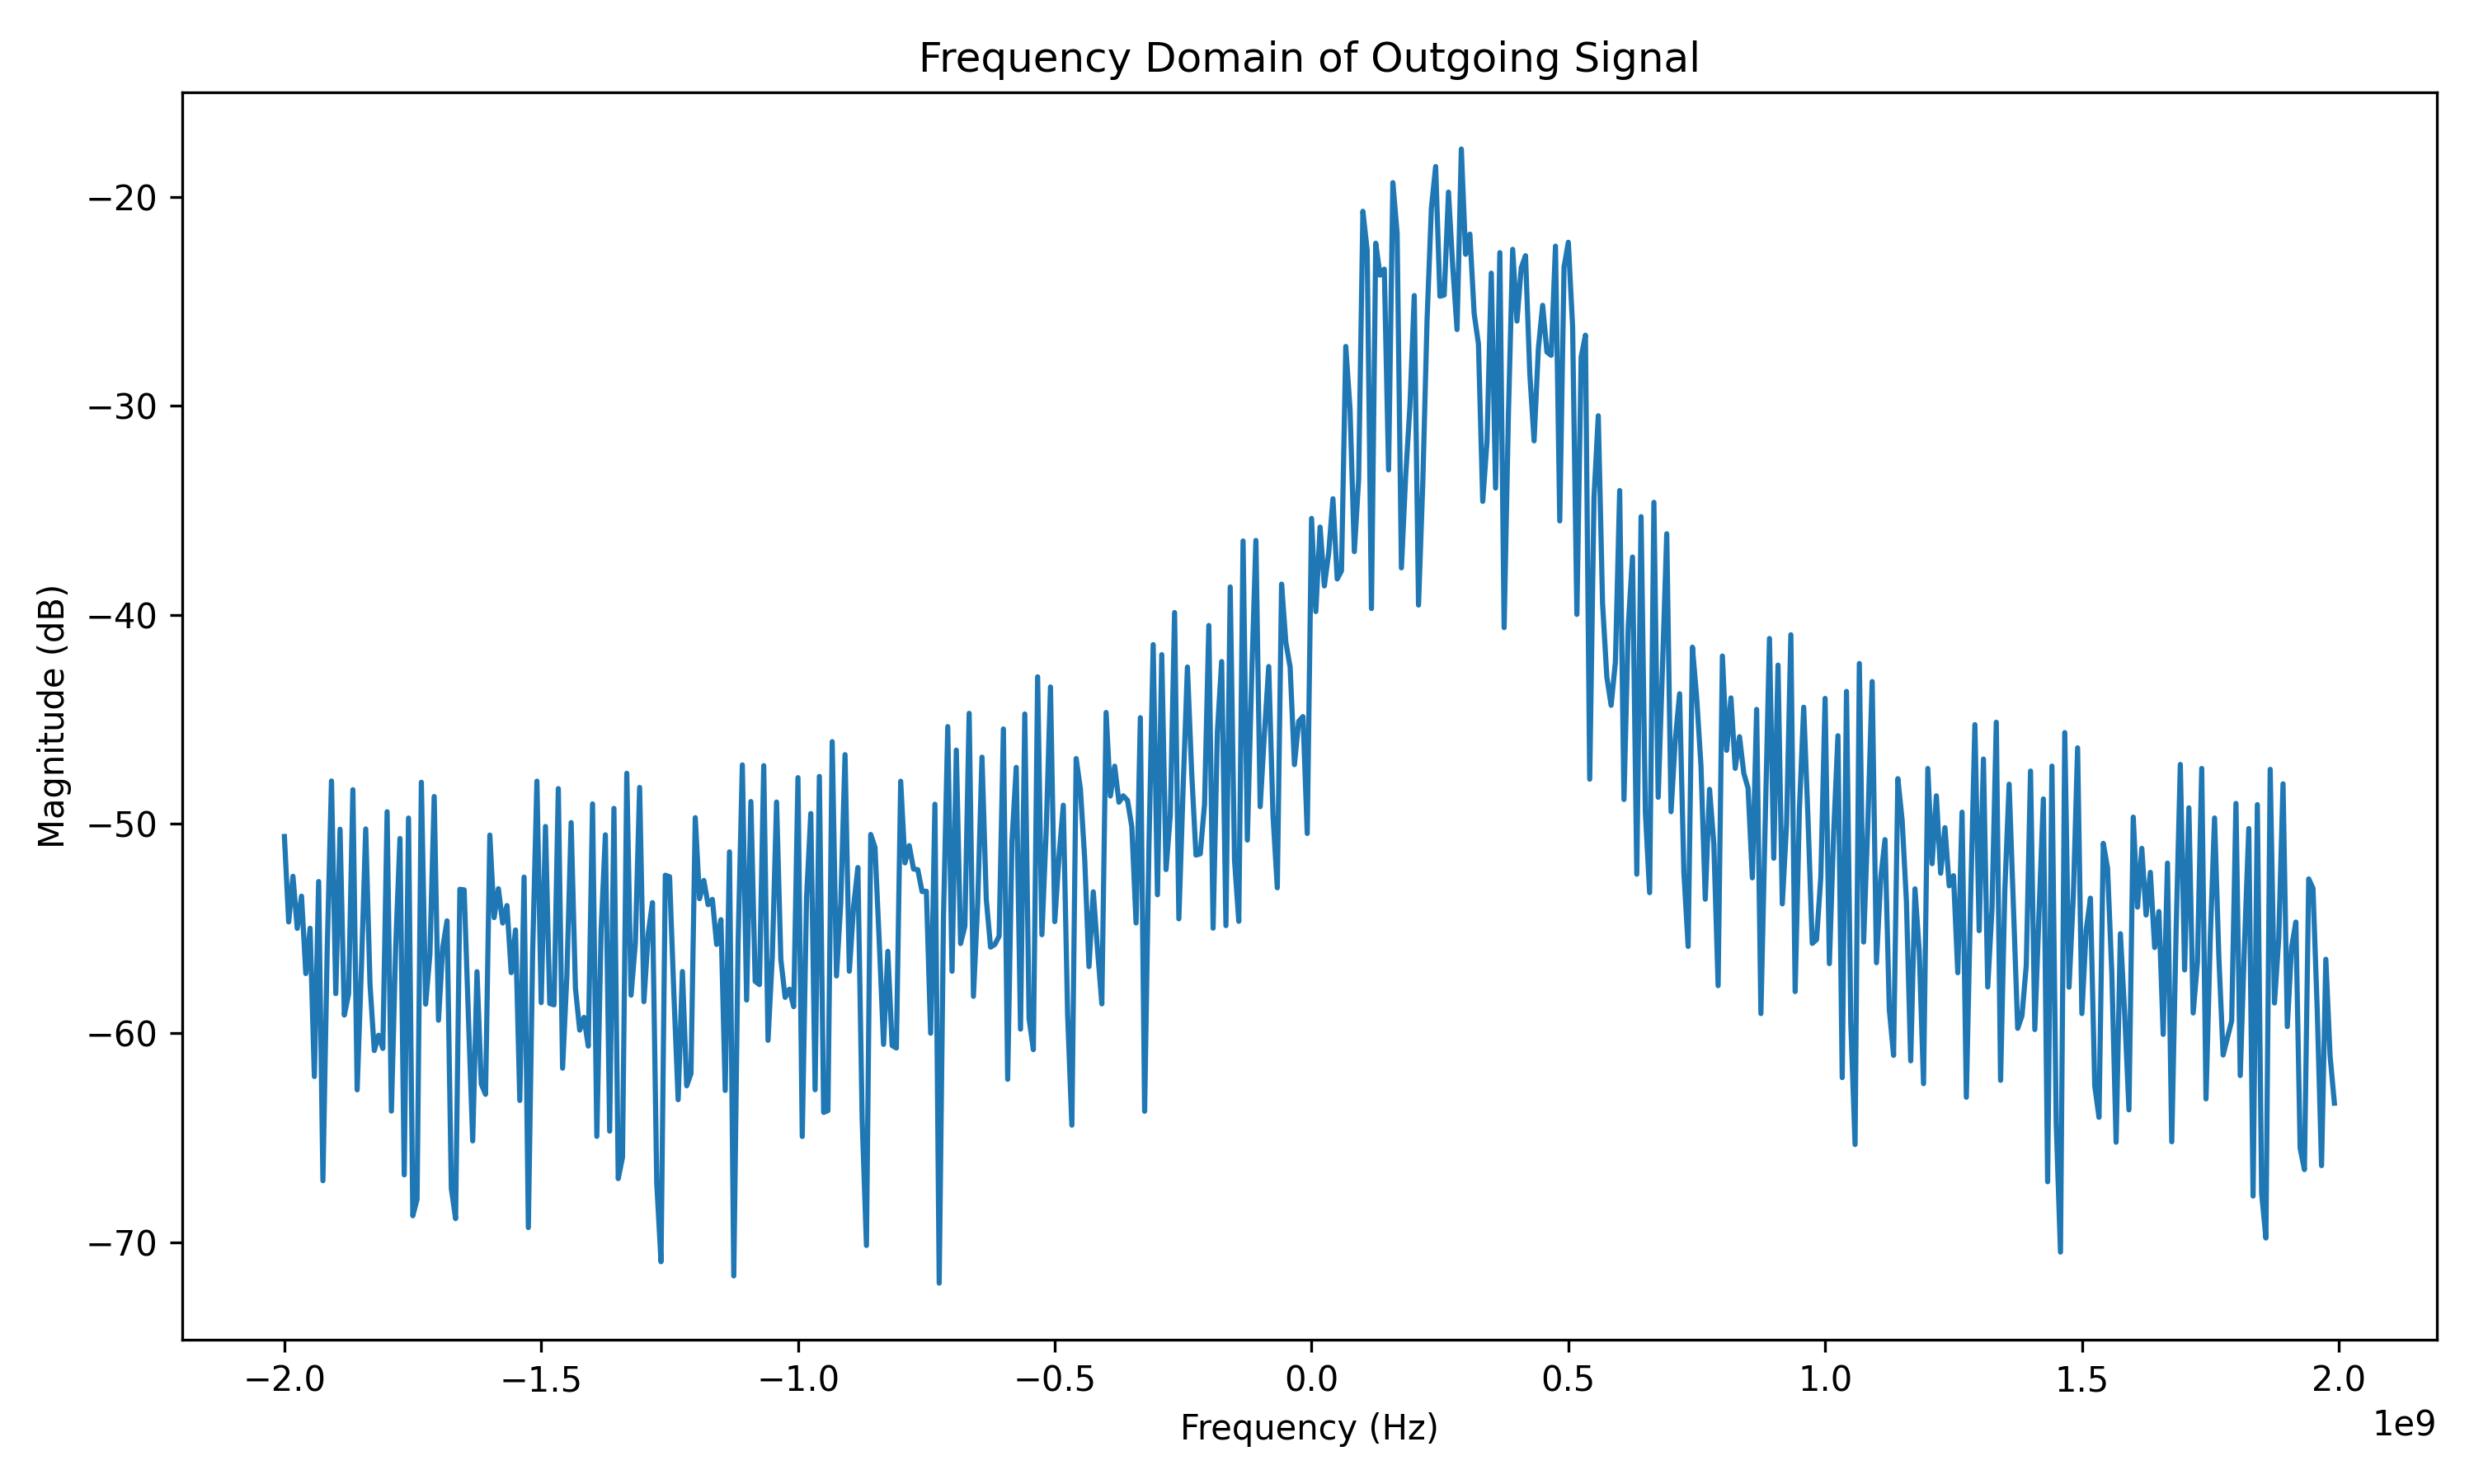 Frequency Domain of Outgoing Signal
−20
−30
−40
−50
−60
−70
Magnitude (dB)
−2.0 −1.5 −1.0 −0.5 0.0 0.5 1.0 1.5 2.0
1e9
Frequency (Hz)